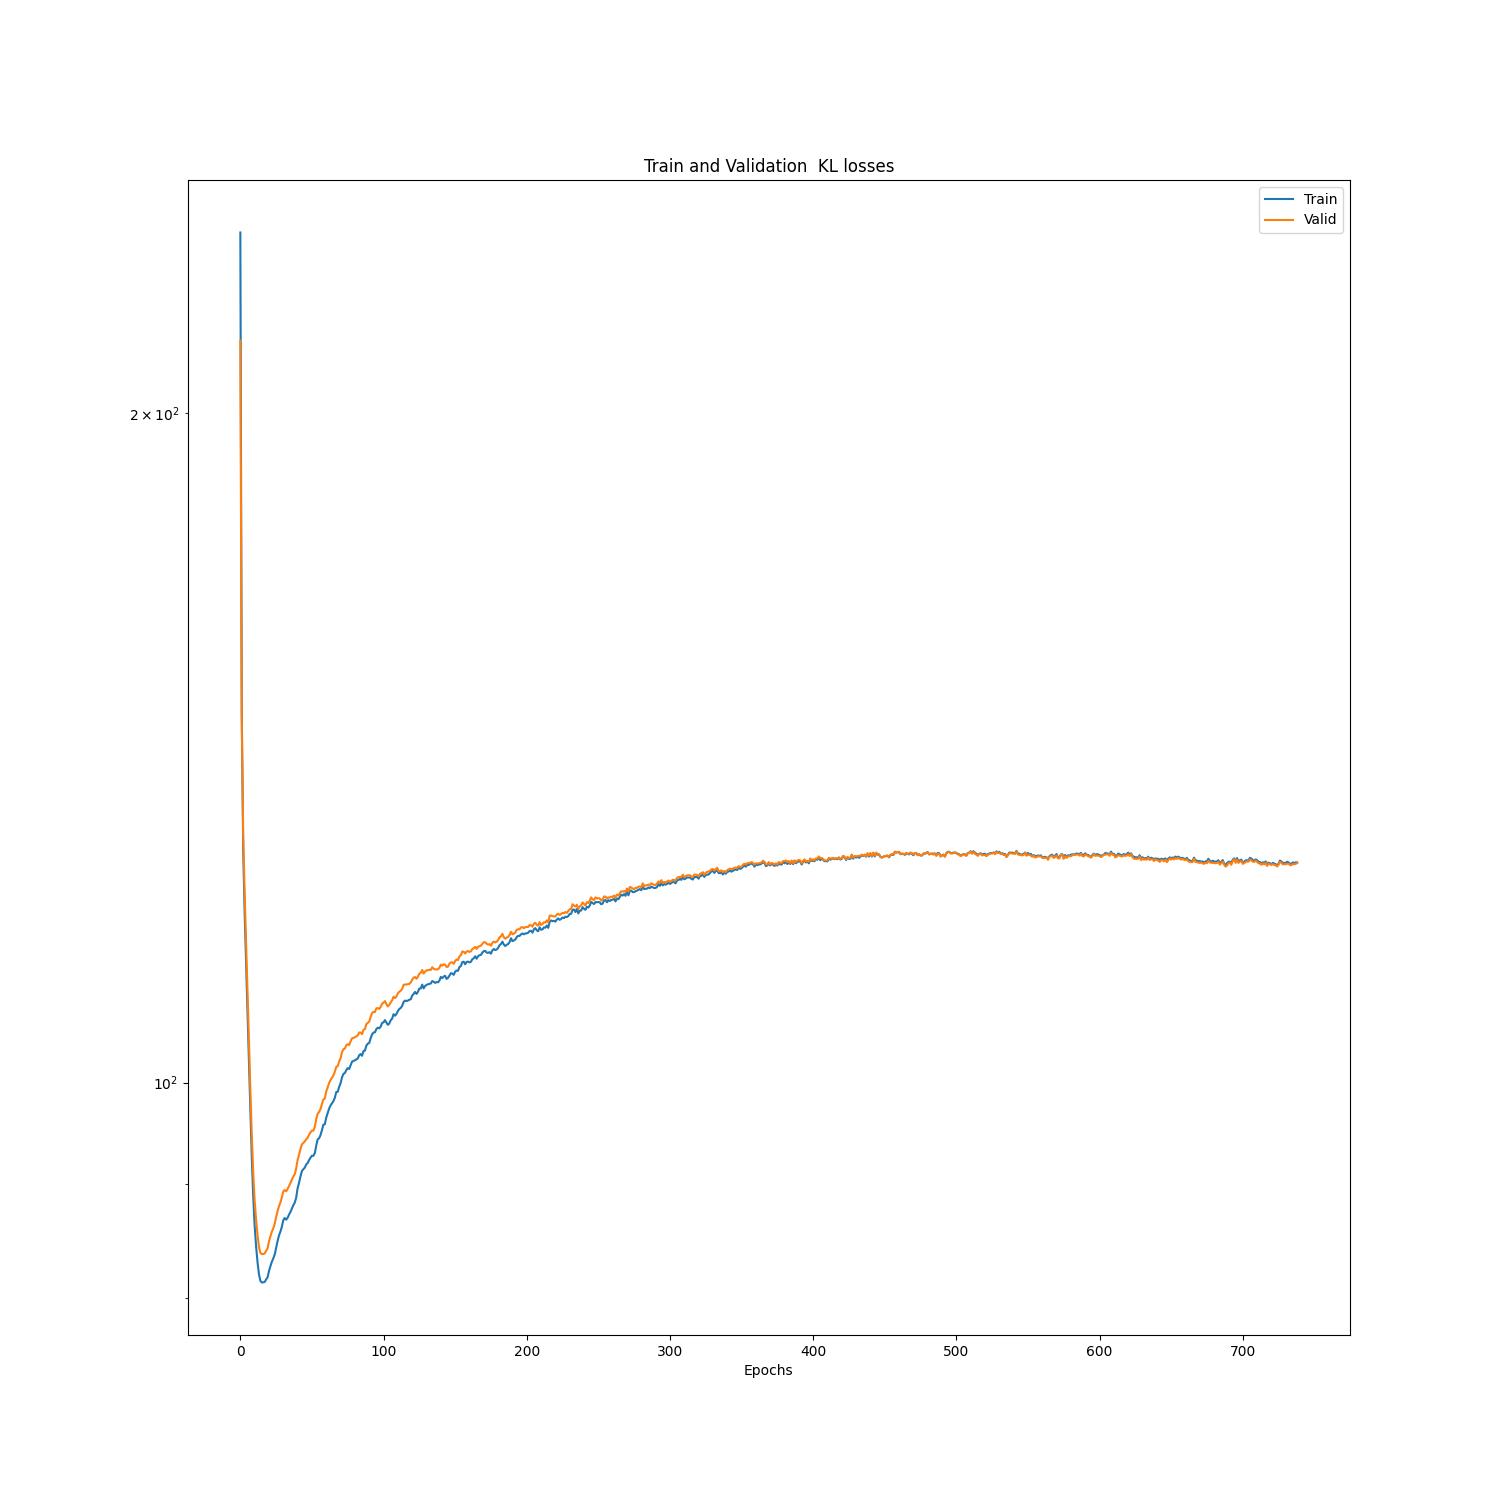 Train and Validation  KL losses
Train
Valid
2 × 10²
10²
0 100 200 300 400 500 600 700
Epochs